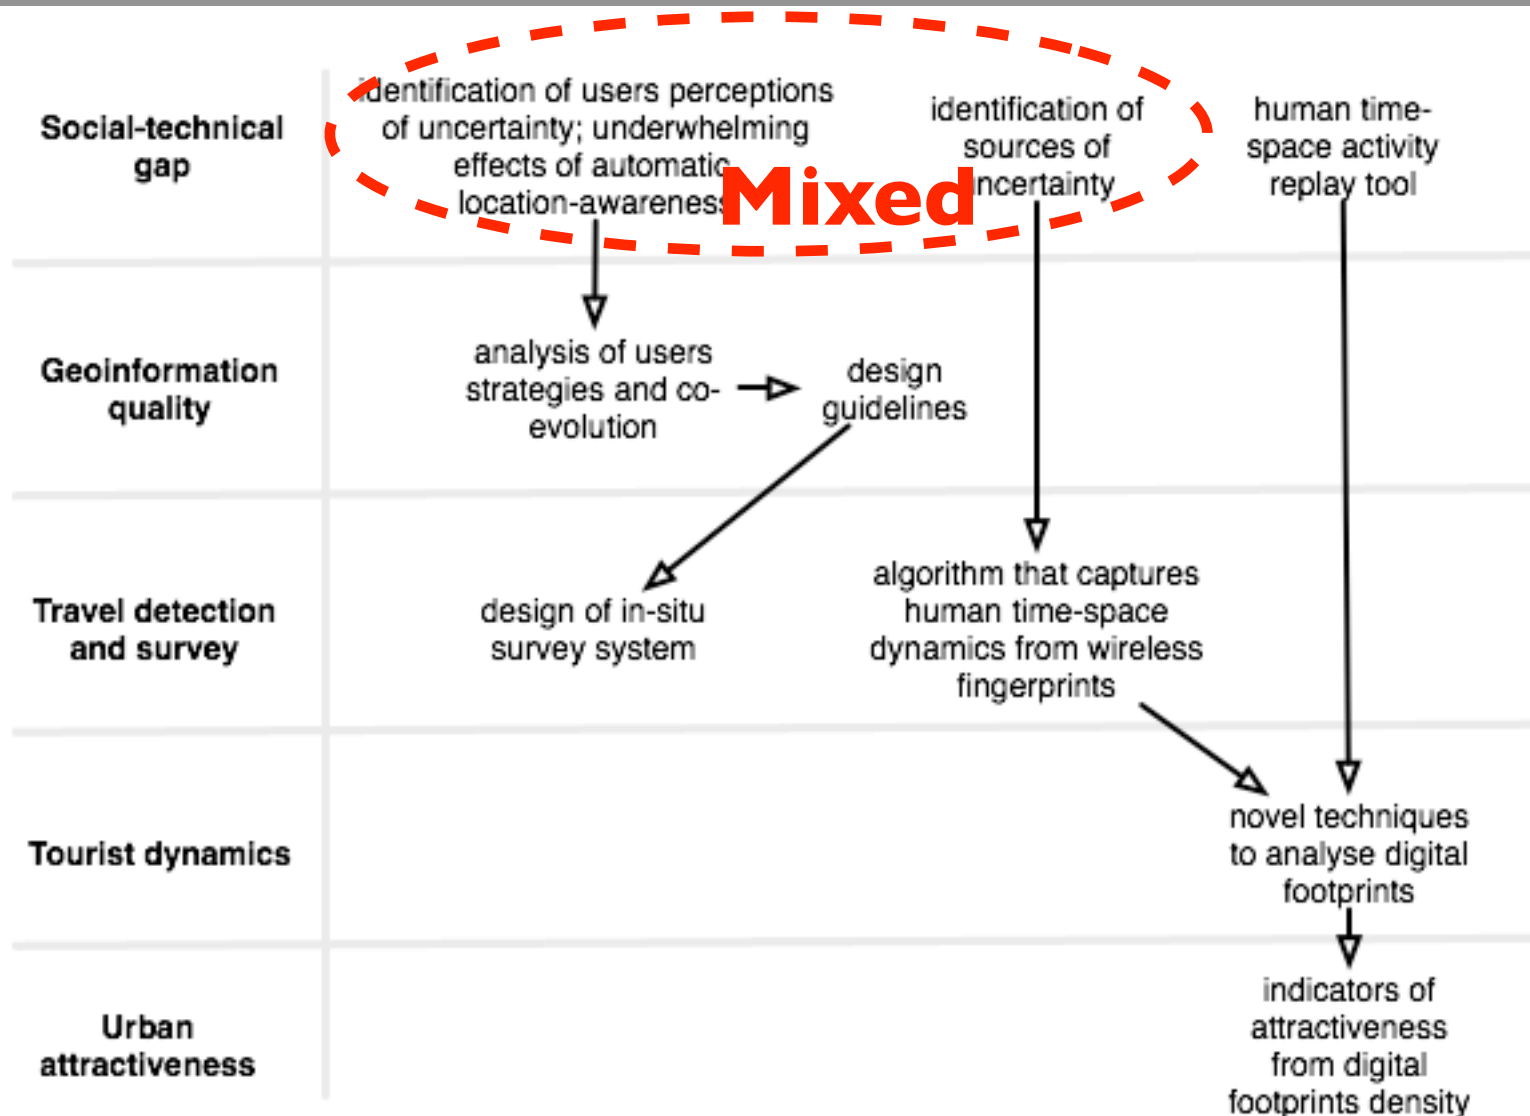 Social-technical
gap
identification of users perceptions
of uncertainty; underwhelming
effects of automatic
location-awareness
Mixed
identification of
sources of
uncertainty
human time-
space activity
replay tool
Geoinformation
quality
analysis of users
strategies and co-
evolution
design
guidelines
Travel detection
and survey
design of in-situ
survey system
algorithm that captures
human time-space
dynamics from wireless
fingerprints
Tourist dynamics
novel techniques
to analyse digital
footprints
Urban
attractiveness
indicators of
attractiveness
from digital
footprints density